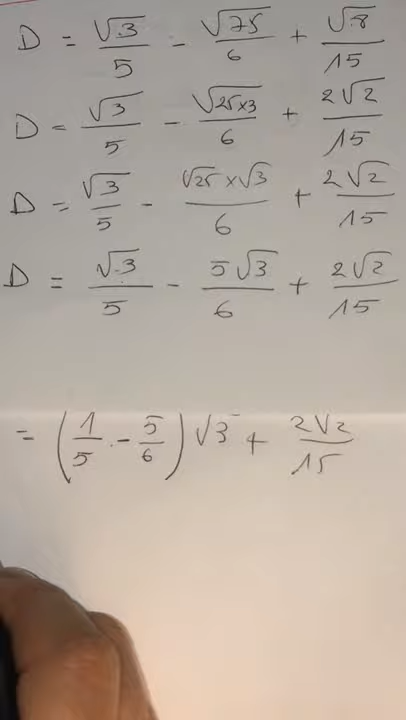 D = √3/5 - √75/6 + √8/15
D = √3/5 - √(25×3)/6 + 2√2/15
D = √3/5 - √25×√3/6 + 2√2/15
D = √3/5 - 5√3/6 + 2√2/15
= (1/5 - 5/6)√3 + 2√2/15